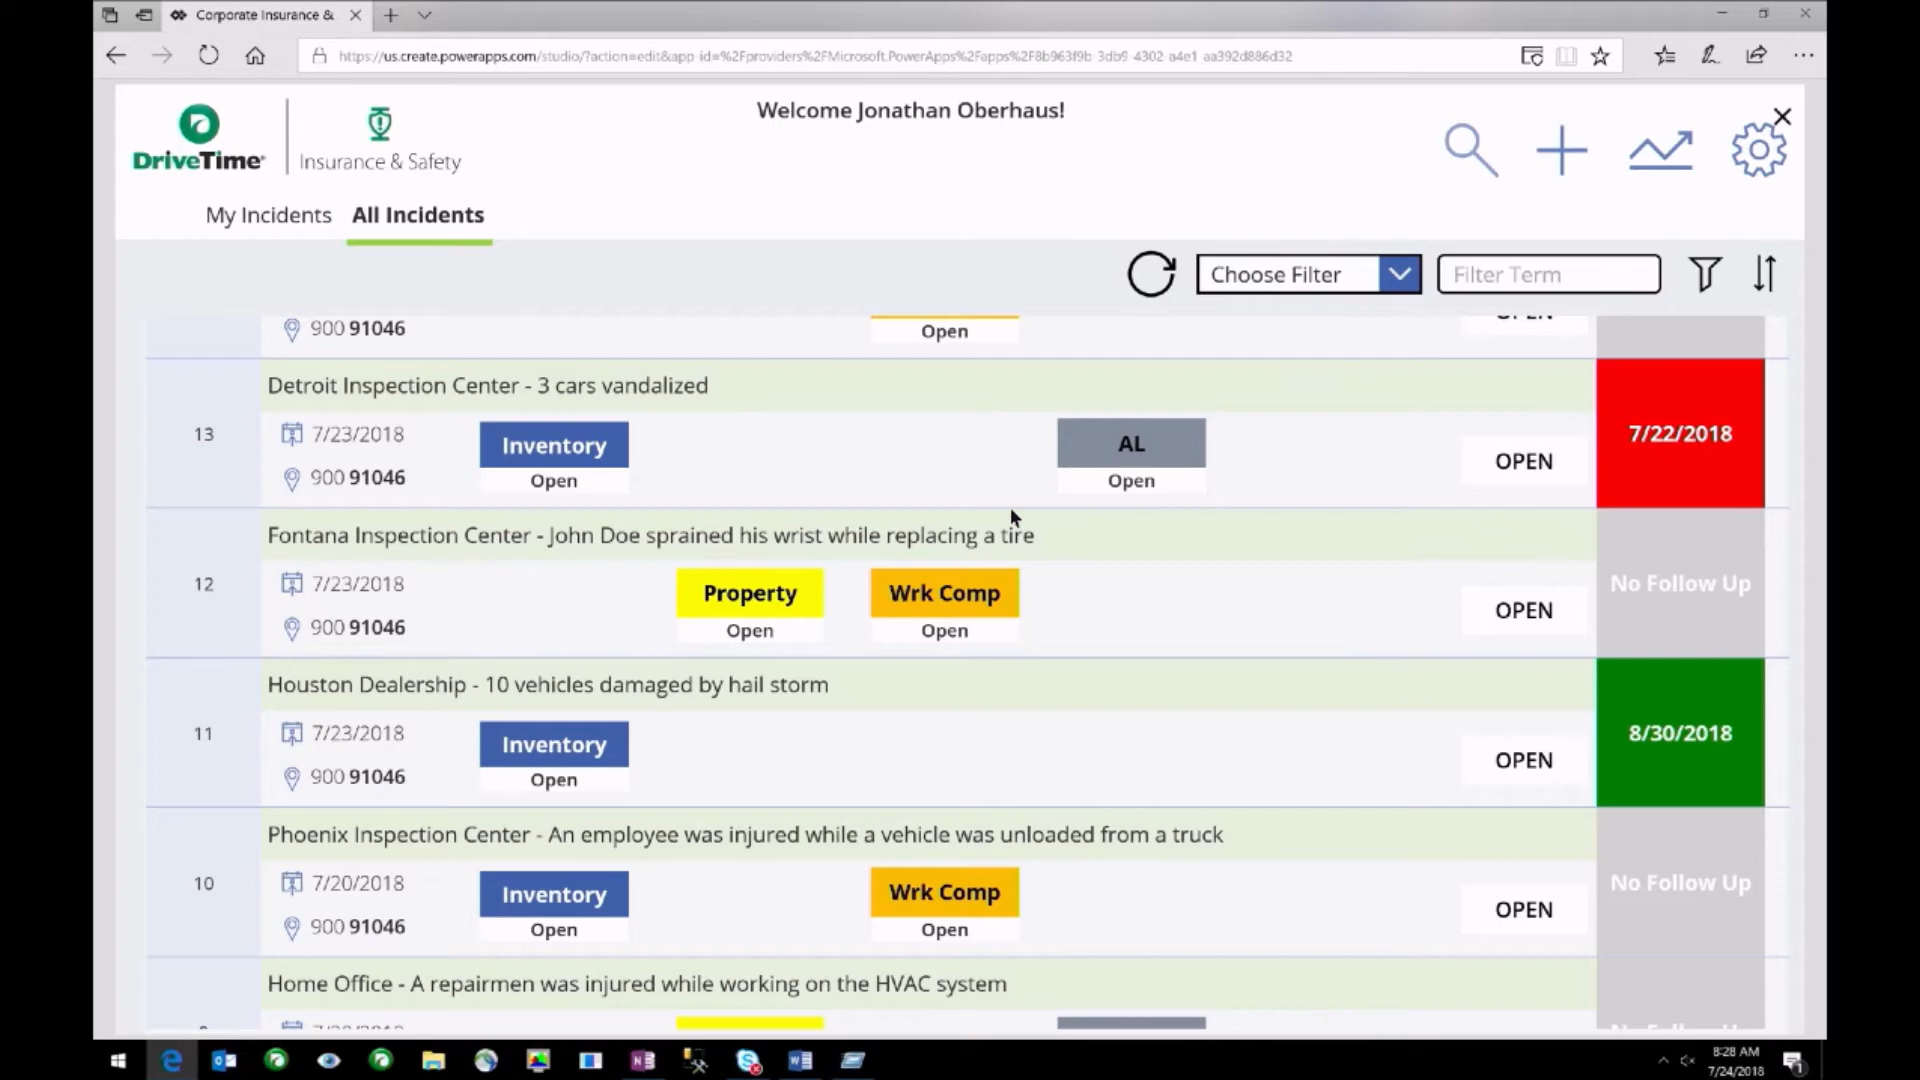 Corporate Insurance &
https://us.create.powerapps.com/studio/?action=edit&app-id=%2Fproviders%2FMicrosoft.PowerApps%2Fapps%2F8b963f9b-3db9-4302-a4e1-aa392d886d32
Welcome Jonathan Oberhaus!
DriveTime
Insurance & Safety
My Incidents All Incidents
Choose Filter Filter Term
900 91046 Open OPEN
Detroit Inspection Center - 3 cars vandalized
13 7/23/2018 Inventory AL 7/22/2018
900 91046 Open Open OPEN
Fontana Inspection Center - John Doe sprained his wrist while replacing a tire
12 7/23/2018 Property Wrk Comp No Follow Up
900 91046 Open Open OPEN
Houston Dealership - 10 vehicles damaged by hail storm
11 7/23/2018 Inventory 8/30/2018
900 91046 Open OPEN
Phoenix Inspection Center - An employee was injured while a vehicle was unloaded from a truck
10 7/20/2018 Inventory Wrk Comp No Follow Up
900 91046 Open Open OPEN
Home Office - A repairmen was injured while working on the HVAC system
No Follow Up
8:28 AM
7/24/2018